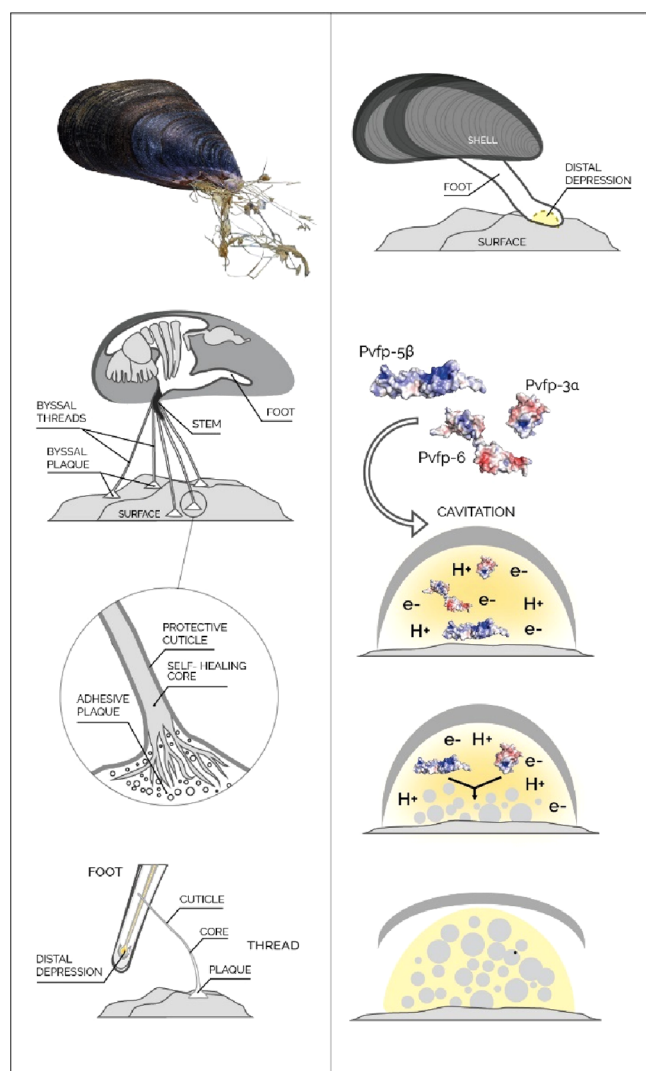 BYSSAL
THREADS
STEM
FOOT
BYSSAL
PLAQUE
SURFACE
PROTECTIVE
CUTICLE
SELF- HEALING
CORE
ADHESIVE
PLAQUE
FOOT
CUTICLE
CORE
THREAD
DISTAL
DEPRESSION
PLAQUE
SHELL
DISTAL
DEPRESSION
FOOT
SURFACE
Pvfp-5β
Pvfp-3α
Pvfp-6
CAVITATION
H+ e-
e- e- H+
H+ e-
e- H+
e-
H+
H+ e-